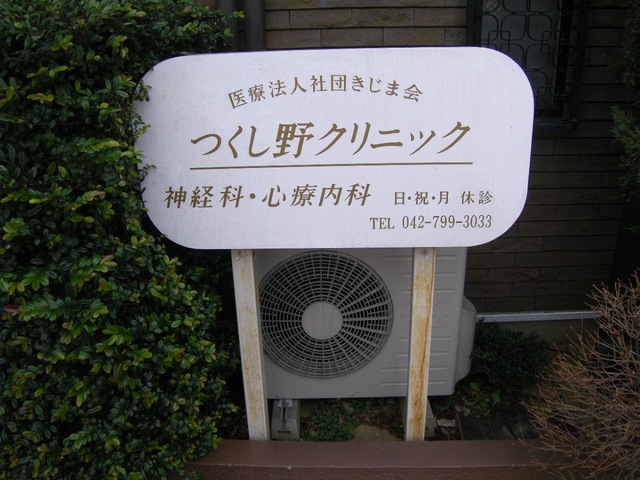 医療法人社団きじま会
つくし野クリニック
神経科・心療内科 日・祝・月 休診
TEL 042-799-3033